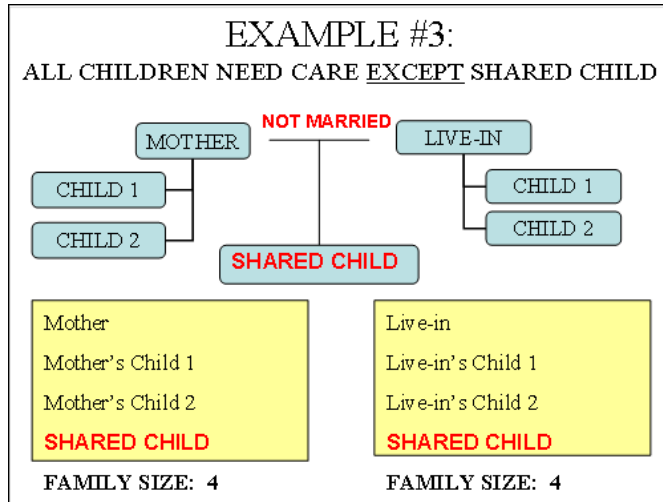 EXAMPLE #3:
ALL CHILDREN NEED CARE EXCEPT SHARED CHILD
NOT MARRIED
MOTHER
LIVE-IN
CHILD 1
CHILD 1
CHILD 2
CHILD 2
SHARED CHILD
Mother
Mother's Child 1
Mother's Child 2
SHARED CHILD
FAMILY SIZE: 4
Live-in
Live-in's Child 1
Live-in's Child 2
SHARED CHILD
FAMILY SIZE: 4